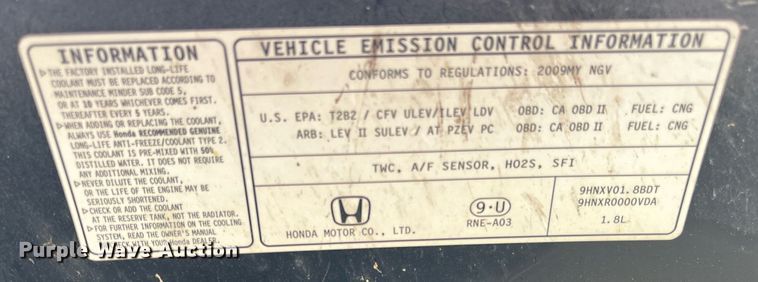 INFORMATION
▷THE FACTORY INSTALLED LONG-LIFE
COOLANT MUST BE REPLACED ACCORDING TO
MAINTENANCE MINDER SUB CODE 5,
OR AT 10 YEARS WHICHEVER COMES FIRST.
THEREAFTER EVERY 5 YEARS.
▷WHEN ADDING OR REPLACING THE COOLANT,
ALWAYS USE Honda RECOMMENDED GENUINE
LONG-LIFE ANTI-FREEZE/COOLANT TYPE 2.
THIS COOLANT IS PRE-MIXED WITH 50%
DISTILLED WATER. IT DOES NOT REQUIRE
ANY ADDITIONAL MIXING.
▷NEVER DILUTE THE COOLANT,
OR THE LIFE OF THE ENGINE MAY BE
SERIOUSLY SHORTENED.
▷CHECK OR ADD THE COOLANT
AT THE RESERVE TANK, NOT THE RADIATOR.
▷FOR FURTHER INFORMATION ON THE COOLING
SYSTEM, READ THE OWNER'S MANUAL
CHECK WITH YOUR Honda DEALER.
VEHICLE EMISSION CONTROL INFORMATION
CONFORMS TO REGULATIONS: 2009MY NGV
U.S. EPA: T2B2 / CFV ULEV/ILEV LDV OBD: CA OBD II FUEL: CNG
ARB: LEV II SULEV / AT PZEV PC OBD: CA OBD II FUEL: CNG
TWC, A/F SENSOR, HO2S, SFI
HONDA MOTOR CO., LTD.
9-U
RNE-A03
9HNXV01.8BDT
9HNXR0000VDA
1.8L
Purple Wave Auction